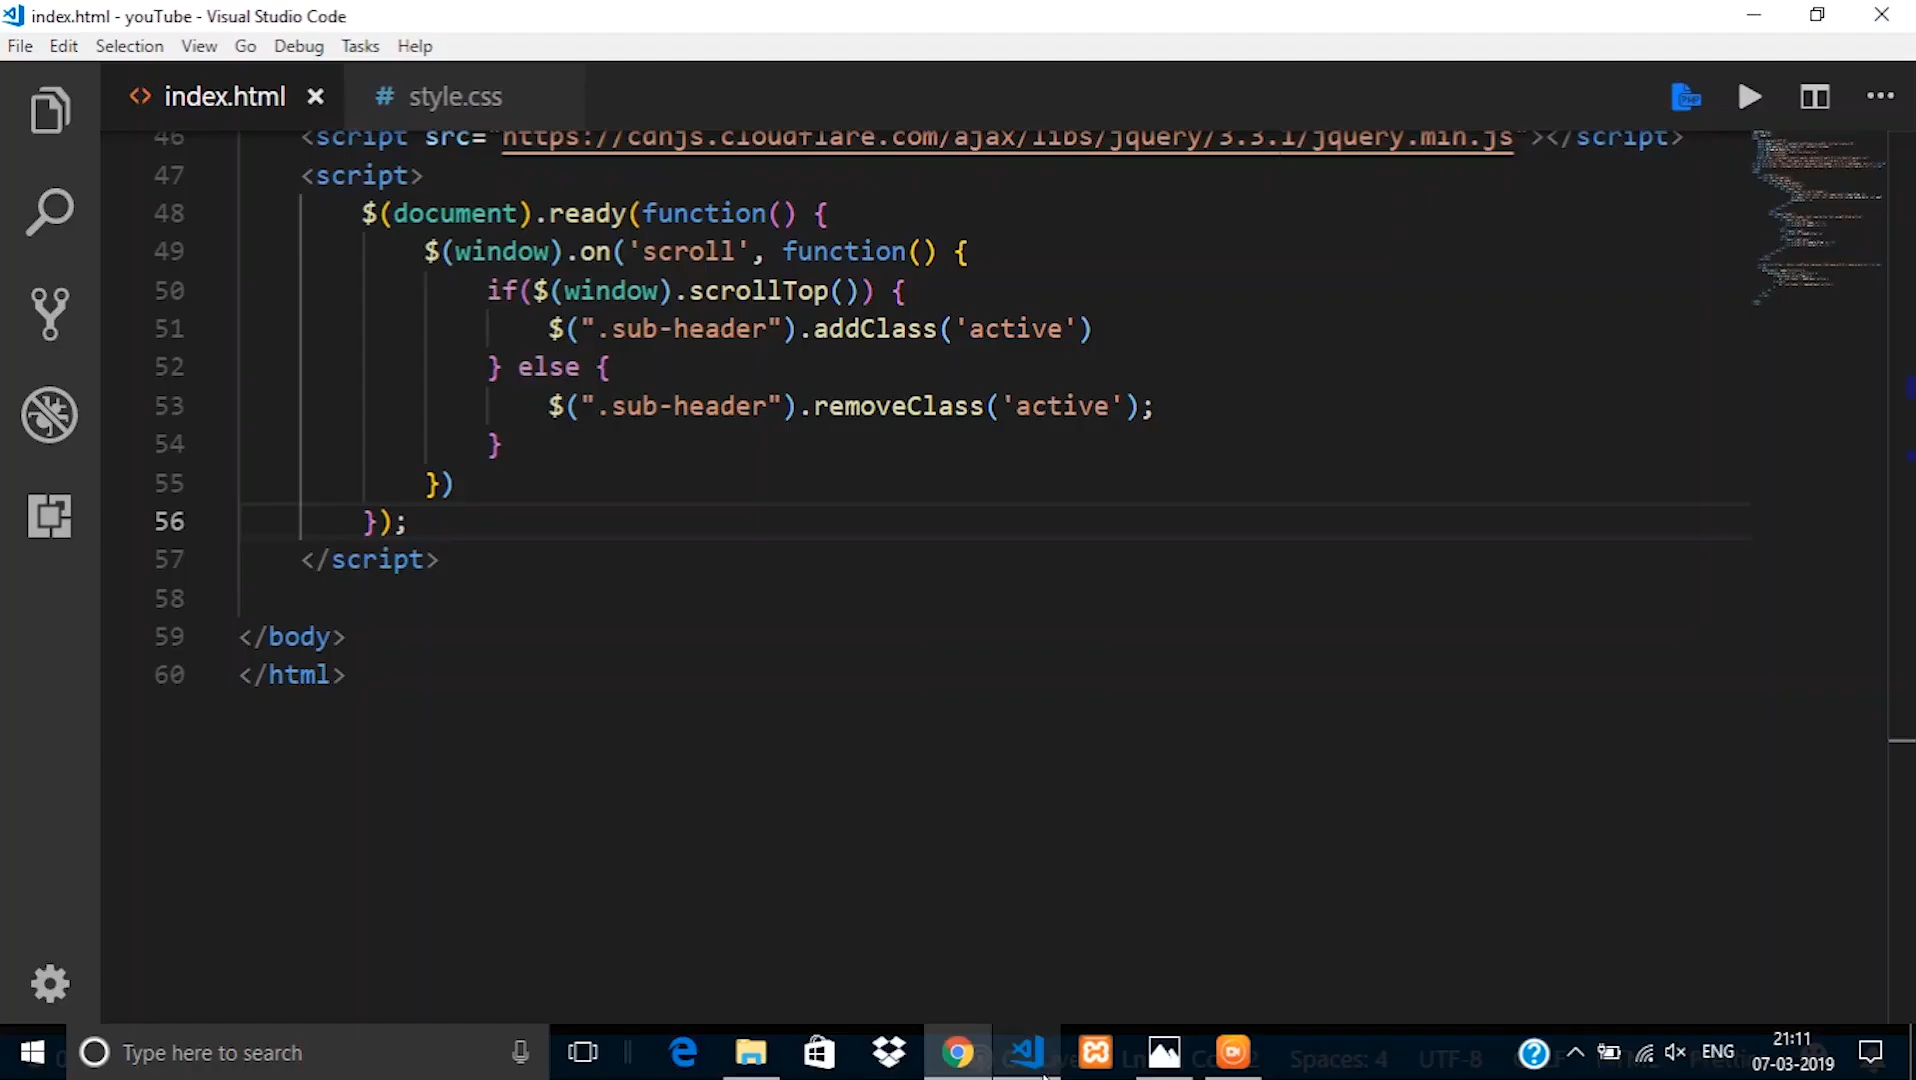 index.html - youTube - Visual Studio Code
File Edit Selection View Go Debug Tasks Help
<> index.html × # style.css
PHP
46 <script src="https://cdnjs.cloudflare.com/ajax/libs/jquery/3.3.1/jquery.min.js"></script>
47 <script>
48 $(document).ready(function() {
49 $(window).on('scroll', function() {
50 if($(window).scrollTop()) {
51 $(".sub-header").addClass('active')
52 } else {
53 $(".sub-header").removeClass('active');
54 }
55 })
56 });
57 </script>
58
59 </body>
60 </html>
Type here to search
Spaces: 4 UTF-8
ENG
21:11
07-03-2019